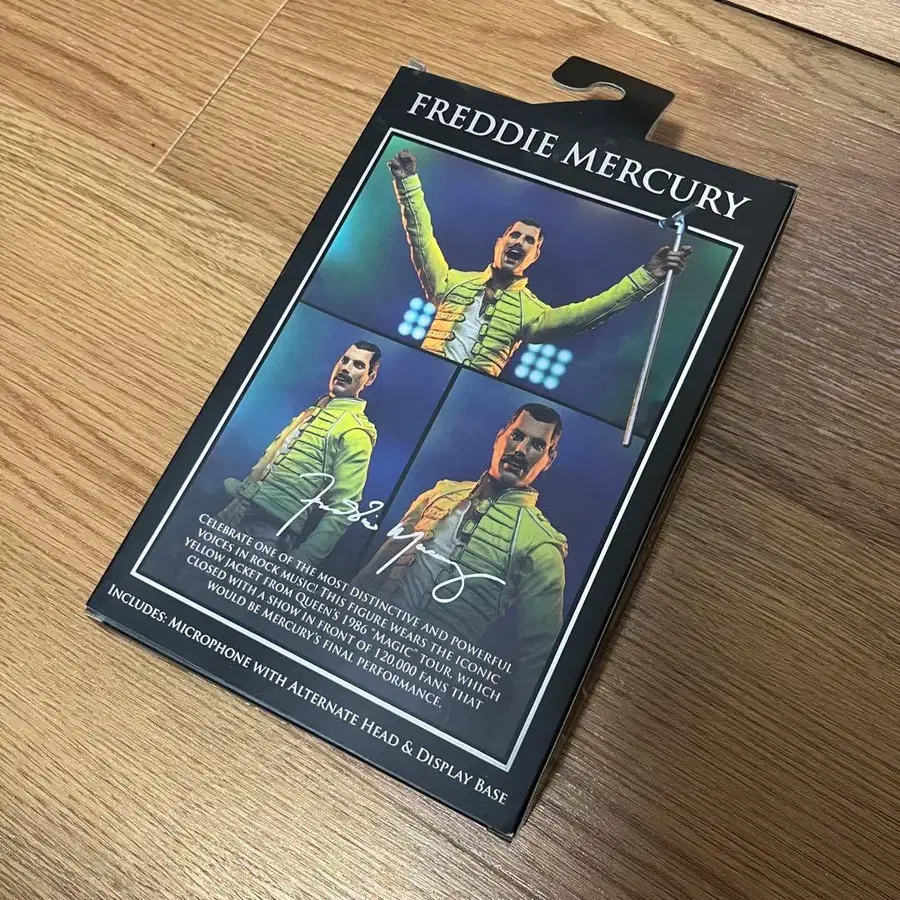 FREDDIE MERCURY
Freddie Mercury
CELEBRATE ONE OF THE MOST DISTINCTIVE AND POWERFUL
VOICES IN ROCK MUSIC! THIS FIGURE WEARS THE ICONIC
YELLOW JACKET FROM QUEEN'S 1986 "MAGIC" TOUR, WHICH
CLOSED WITH A SHOW IN FRONT OF 120,000 FANS THAT
WOULD BE MERCURY'S FINAL PERFORMANCE.
INCLUDES: MICROPHONE WITH ALTERNATE HEAD & DISPLAY BASE